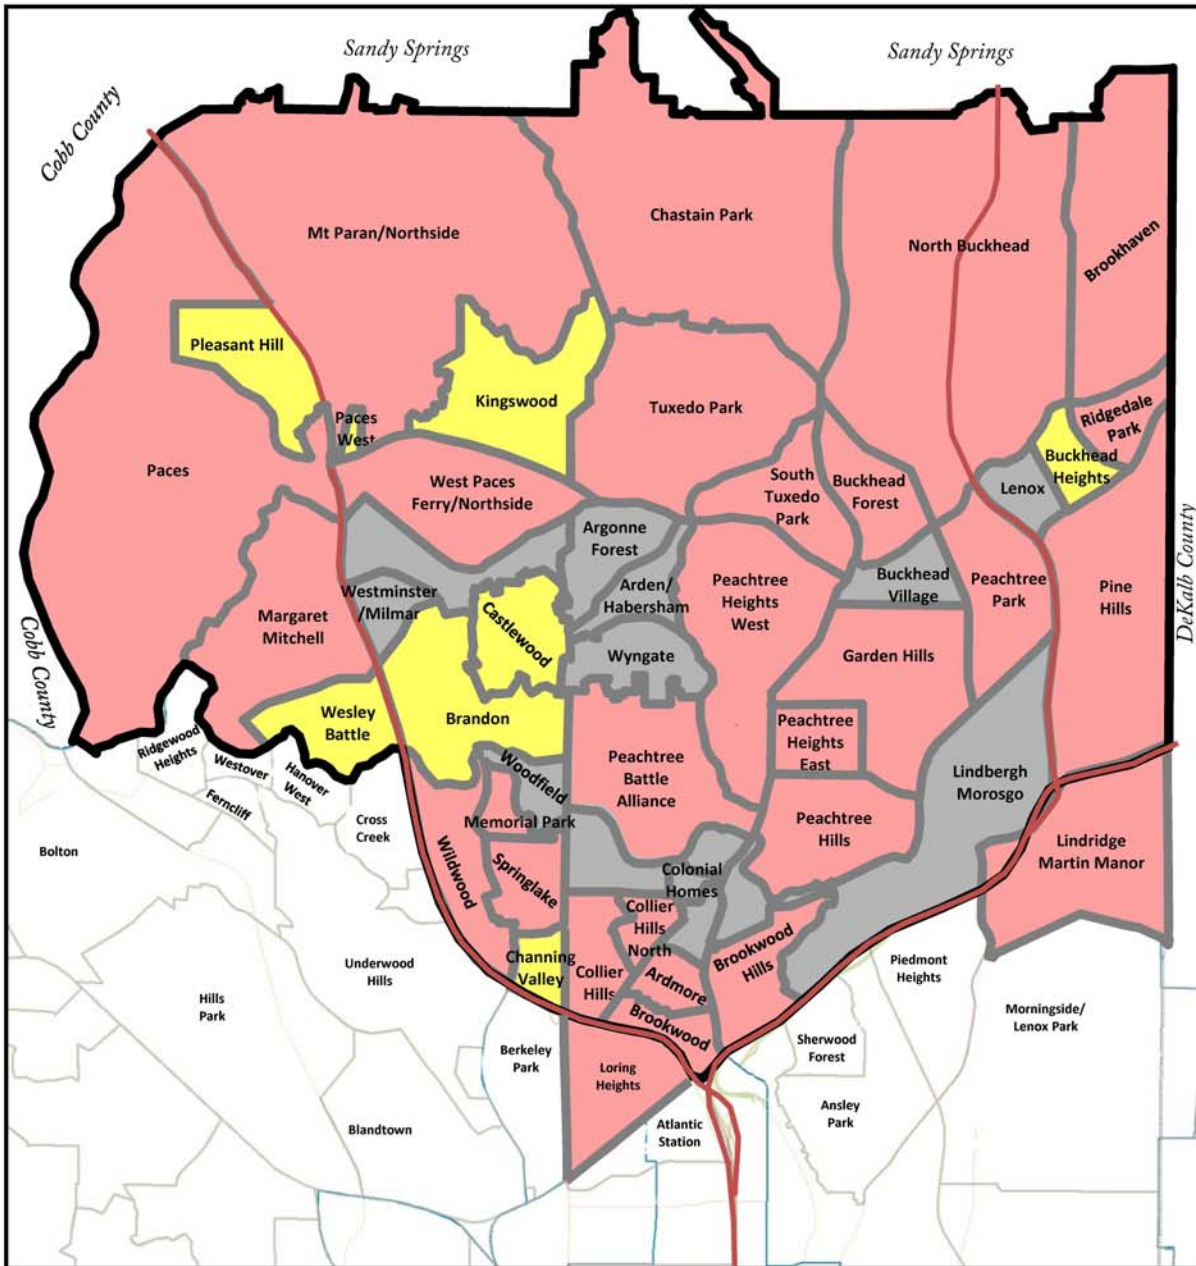 Sandy Springs
Sandy Springs
Cobb County
Chastain Park
Mt Paran/Northside
North Buckhead
Brookhaven
Pleasant Hill
Kingswood
Tuxedo Park
Ridgedale
Park
Paces
West
Buckhead
Heights
Paces
West Paces
Ferry/Northside
South
Tuxedo
Park
Buckhead
Forest
Lenox
Argonne
Forest
Westminster
/Milmar
Arden/
Habersham
Peachtree
Heights
West
Buckhead
Village
Peachtree
Park
Pine
Hills
DeKalb County
Margaret
Mitchell
Castlewood
Wyngate
Garden Hills
Cobb County
Wesley
Battle
Brandon
Peachtree
Heights
East
Ridgewood
Heights
Westover
Hanover
West
Ferncliff
Woodfield
Peachtree
Battle
Alliance
Lindbergh
Morosgo
Cross
Creek
Memorial Park
Peachtree
Hills
Bolton
Wildwood
Springlake
Colonial
Homes
Lindridge
Martin Manor
Collier
Hills
North
Brookwood
Hills
Channing
Valley
Collier
Hills
Ardmore
Underwood
Hills
Piedmont
Heights
Hills
Park
Brookwood
Morningside/
Lenox Park
Berkeley
Park
Loring
Heights
Sherwood
Forest
Ansley
Park
Blandtown
Atlantic
Station